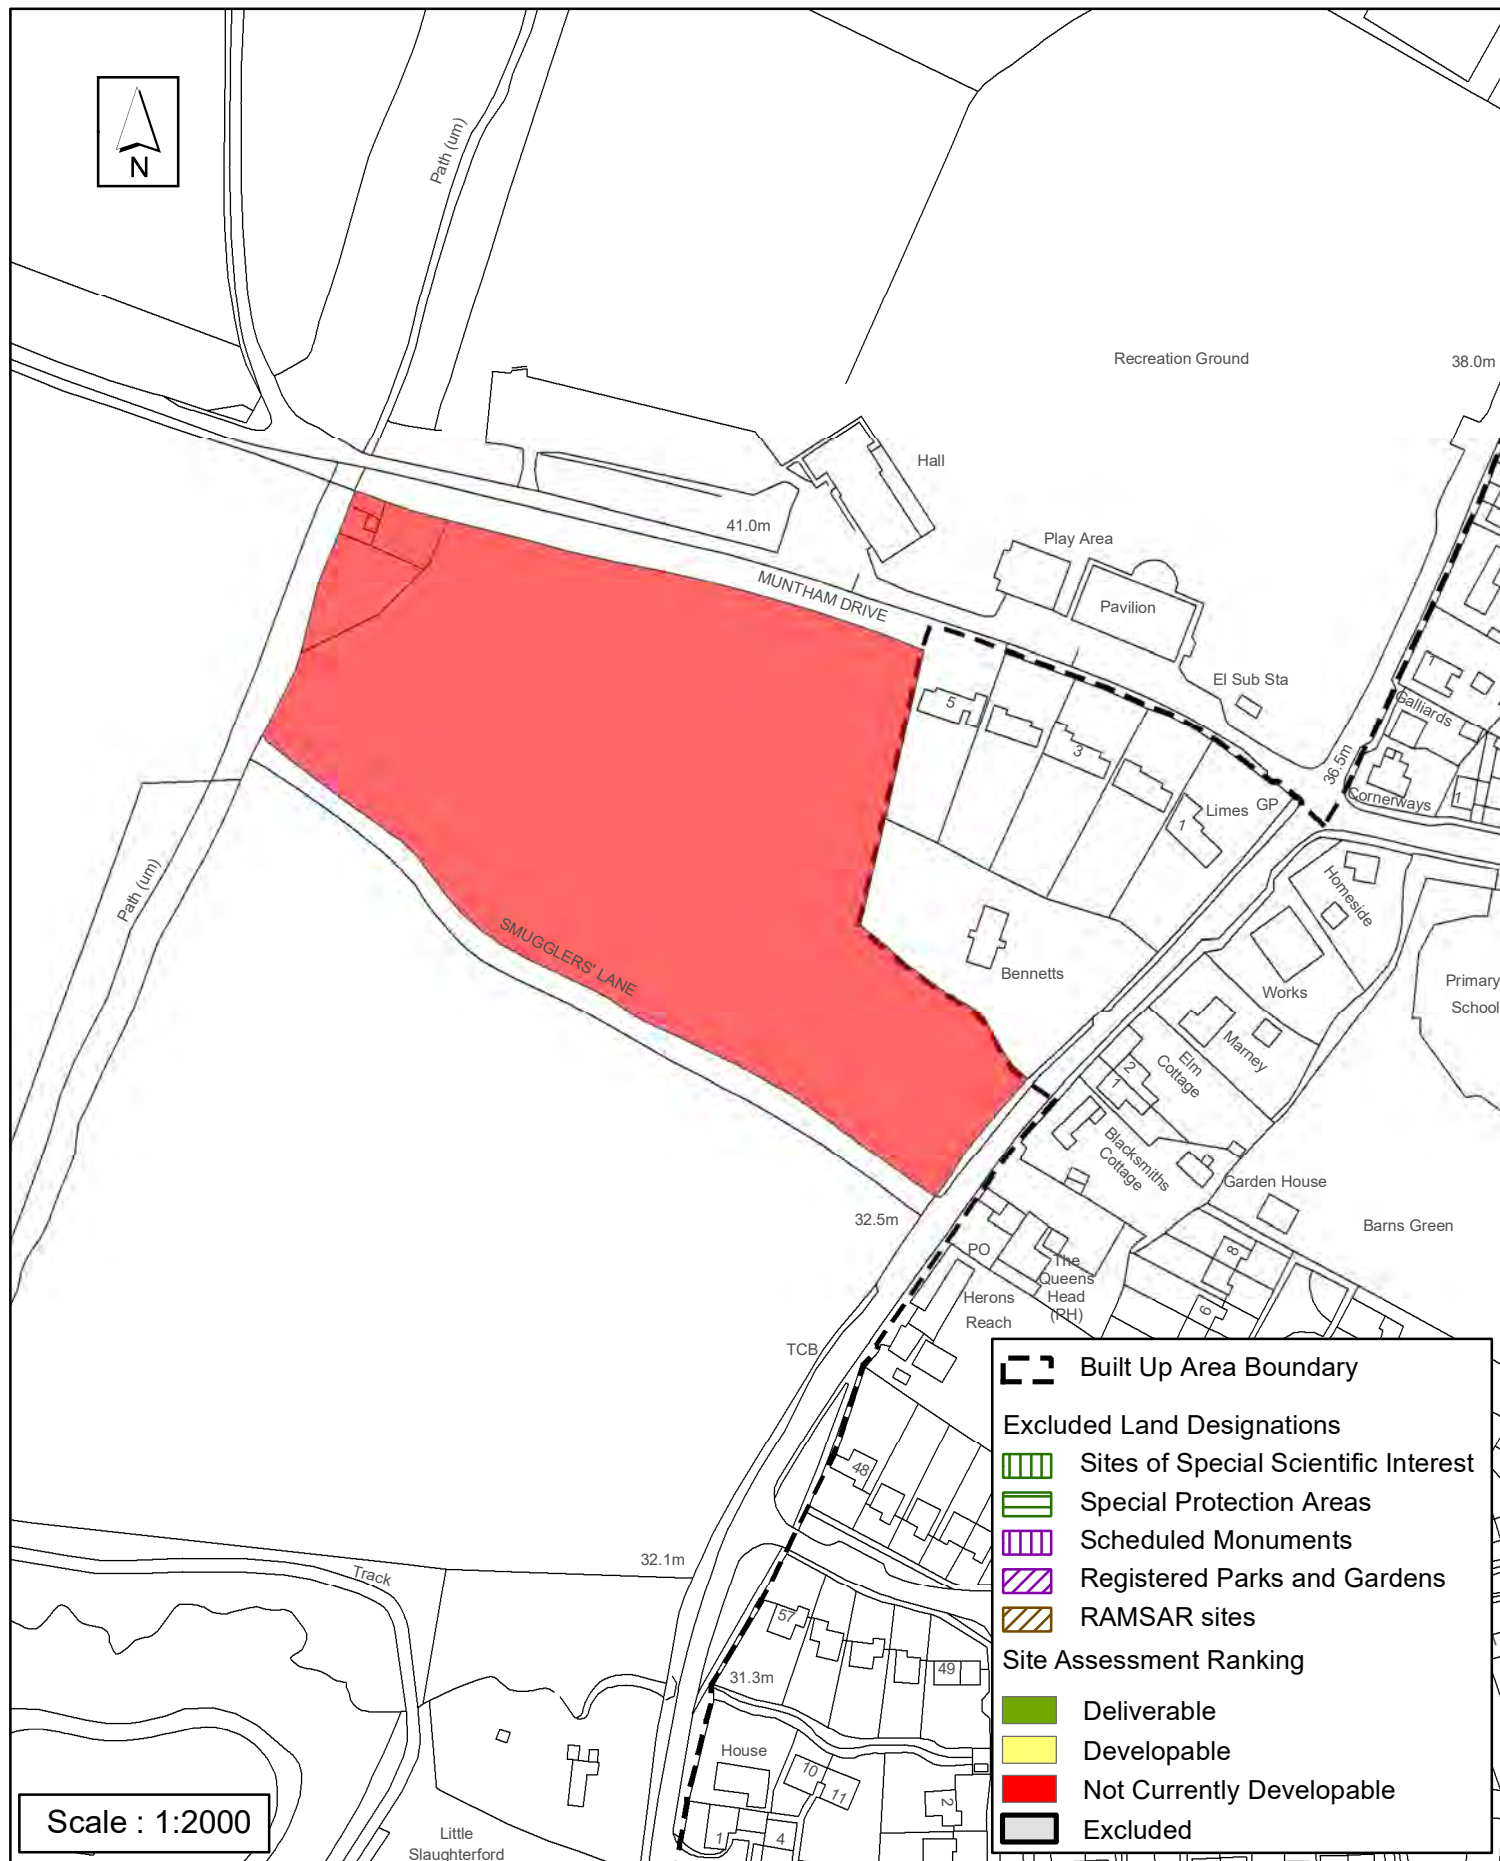 N
Path (um)
Recreation Ground
38.0m
Hall
41.0m
Play Area
MUNTHAM DRIVE
Pavilion
El Sub Sta
5
3
1
Limes
GP
36.5m
1
Galliards
Cornerways
1
Homeside
Path (um)
SMUGGLERS' LANE
Bennetts
Works
Primary
School
Marney
Elm
Cottage
2
1
Blacksmiths
Cottage
Garden House
32.5m
Barns Green
PO
The
Queens
Head
(PH)
8
6
Herons
Reach
TCB
48
32.1m
Track
57
49
31.3m
House
10
11
2
1
4
Little
Slaughterford
Scale : 1:2000
Built Up Area Boundary
Excluded Land Designations
Sites of Special Scientific Interest
Special Protection Areas
Scheduled Monuments
Registered Parks and Gardens
RAMSAR sites
Site Assessment Ranking
Deliverable
Developable
Not Currently Developable
Excluded